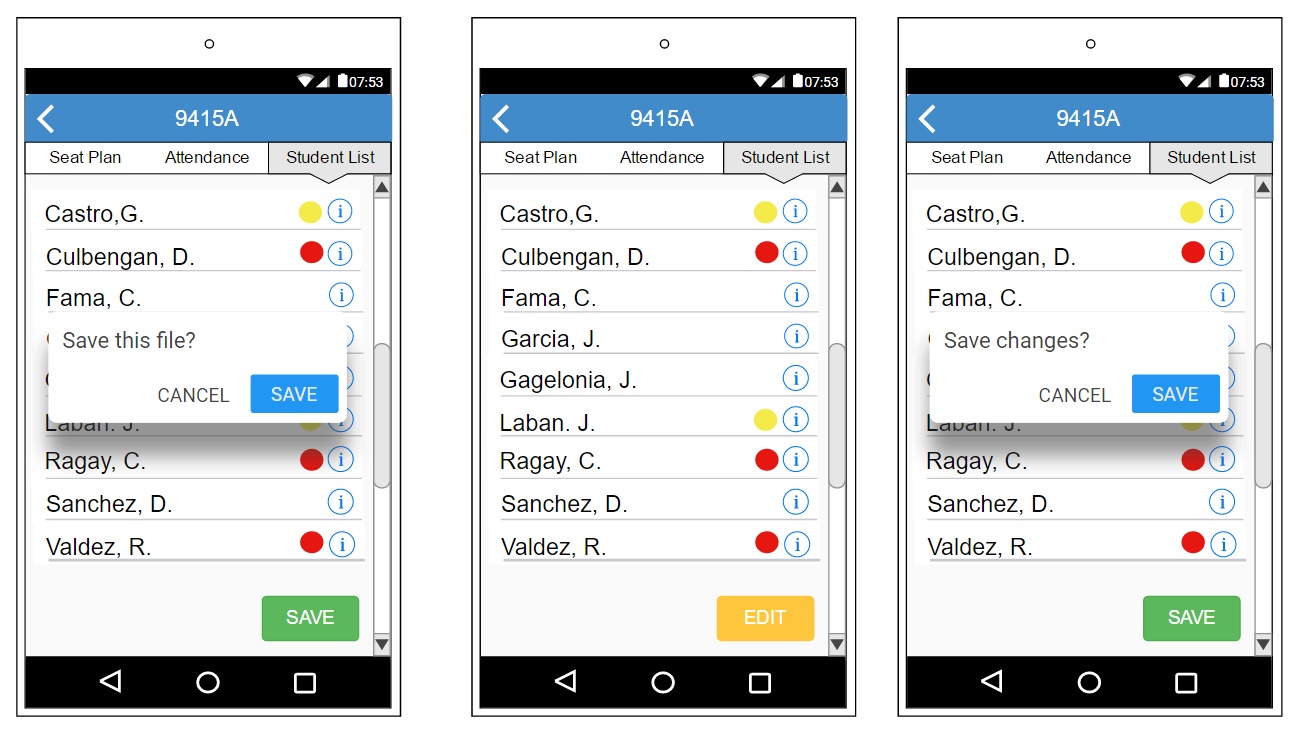 07:53
9415A
Seat Plan Attendance Student List
Castro,G.
Culbengan, D.
Fama, C.
Save this file?
CANCEL SAVE
Laban. J.
Ragay, C.
Sanchez, D.
Valdez, R.
SAVE
07:53
9415A
Seat Plan Attendance Student List
Castro,G.
Culbengan, D.
Fama, C.
Garcia, J.
Gagelonia, J.
Laban. J.
Ragay, C.
Sanchez, D.
Valdez, R.
EDIT
07:53
9415A
Seat Plan Attendance Student List
Castro,G.
Culbengan, D.
Fama, C.
Save changes?
CANCEL SAVE
Laban. J.
Ragay, C.
Sanchez, D.
Valdez, R.
SAVE